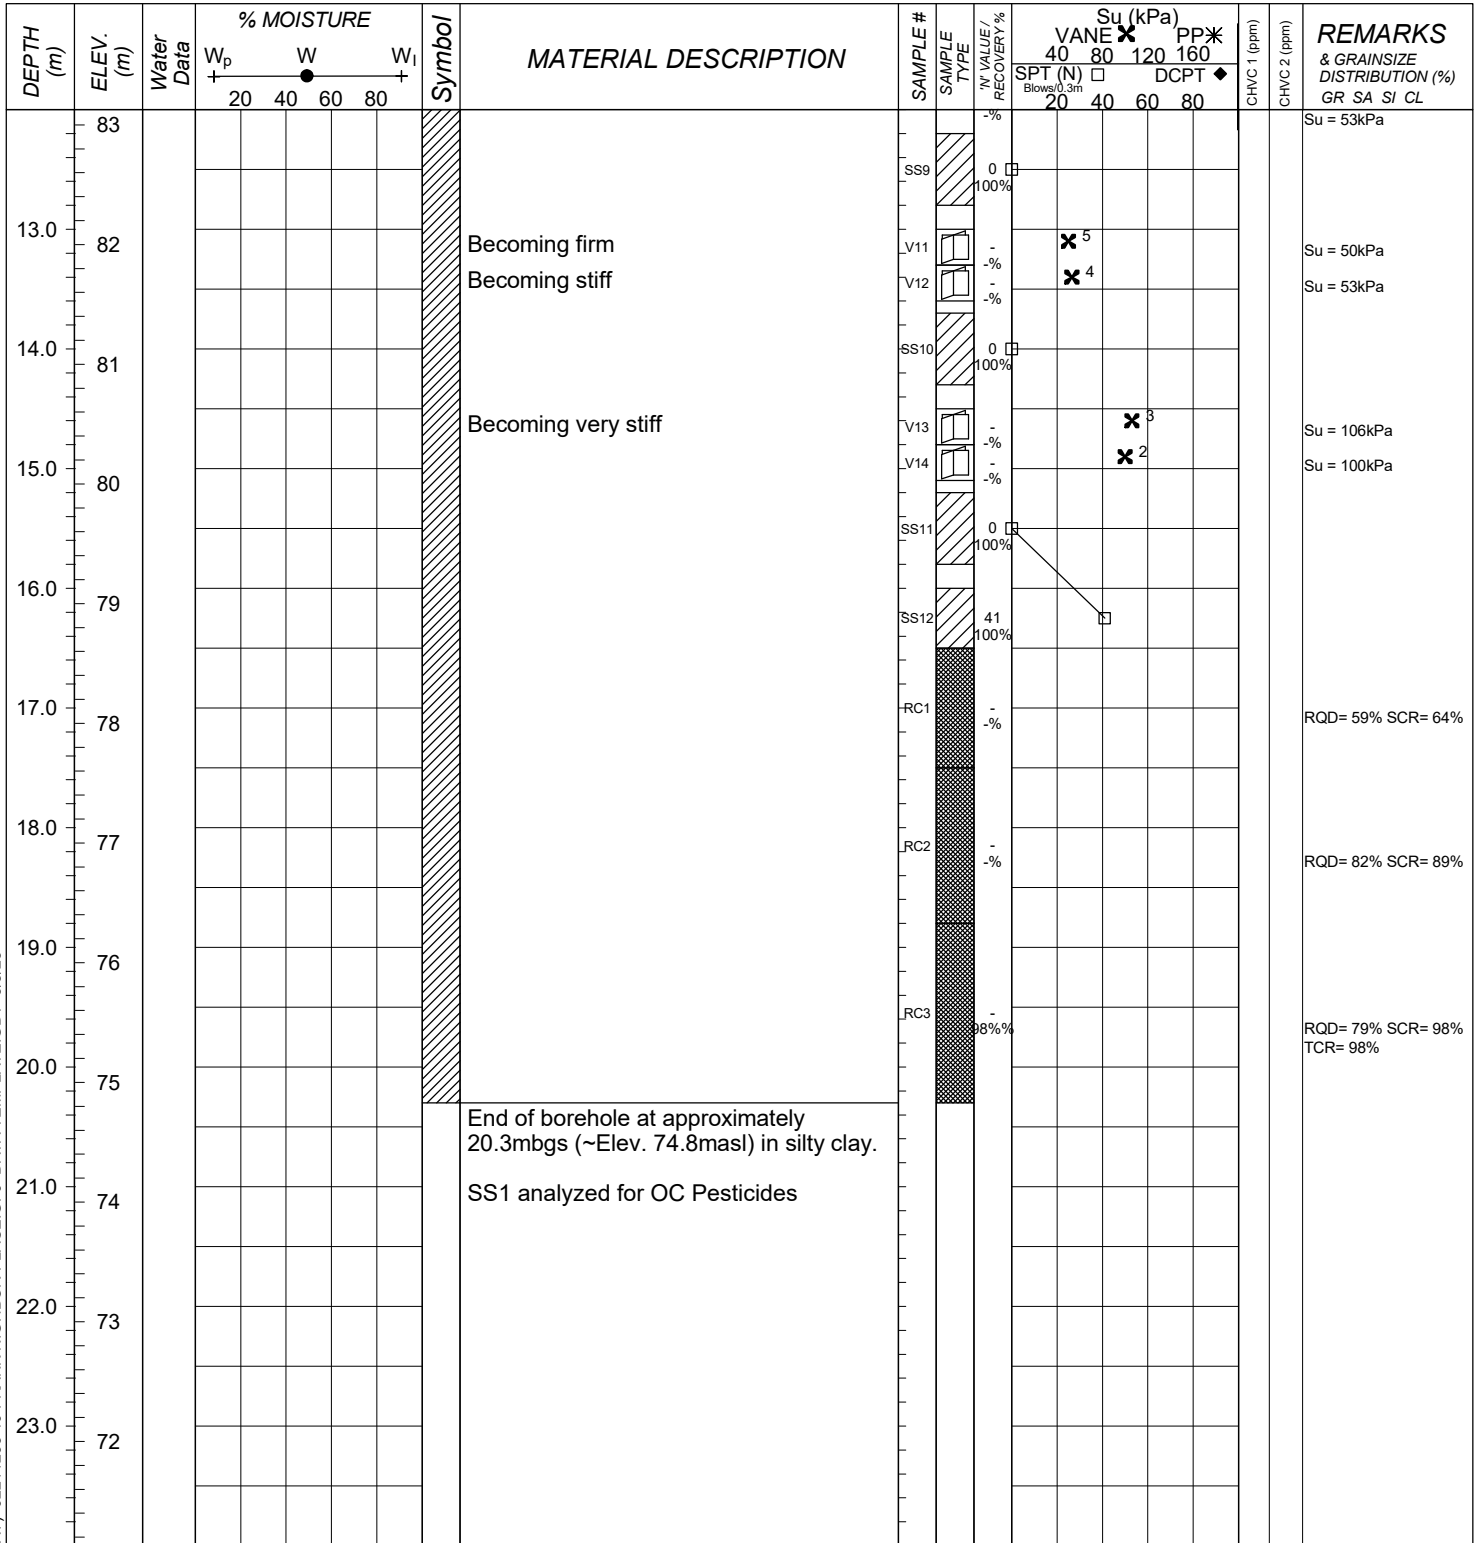 DEPTH (m)
ELEV. (m)
Water Data
% MOISTURE
Wp W Wl
20 40 60 80
Symbol
MATERIAL DESCRIPTION
SAMPLE #
SAMPLE TYPE
'N' VALUE / RECOVERY %
Su (kPa)
VANE PP
40 80 120 160
SPT (N) DCPT
Blows/0.3m
20 40 60 80
CHVC 1 (ppm)
CHVC 2 (ppm)
REMARKS
& GRAINSIZE
DISTRIBUTION (%)
GR SA SI CL
83
-%
Su = 53kPa
SS9 0
100%
13.0
82
Becoming firm
V11 -
-%
5
Su = 50kPa
Becoming stiff
V12 -
-%
4
Su = 53kPa
14.0
81
SS10 0
100%
Becoming very stiff
V13 -
-%
3
Su = 106kPa
15.0
80
V14 -
-%
2
Su = 100kPa
SS11 0
100%
16.0
79
SS12 41
100%
17.0
78
RC1 -
-%
RQD= 59% SCR= 64%
18.0
77
RC2 -
-%
RQD= 82% SCR= 89%
19.0
76
RC3 -
98%%
RQD= 79% SCR= 98%
TCR= 98%
20.0
75
End of borehole at approximately
20.3mbgs (~Elev. 74.8masl) in silty clay.
SS1 analyzed for OC Pesticides
21.0
74
22.0
73
23.0
72